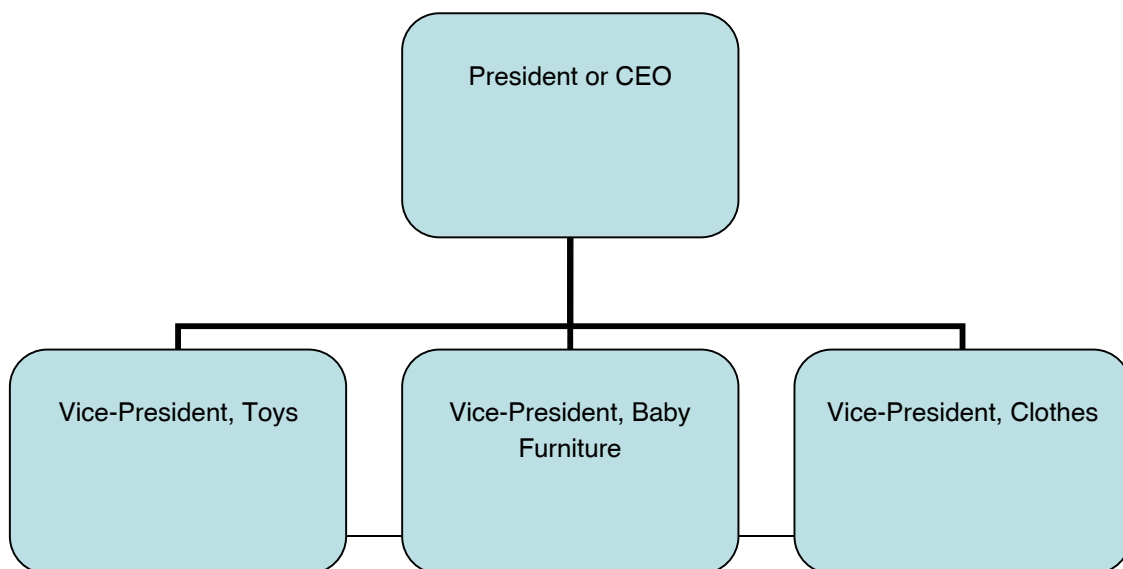 President or CEO
Vice-President, Toys
Vice-President, Baby
Furniture
Vice-President, Clothes